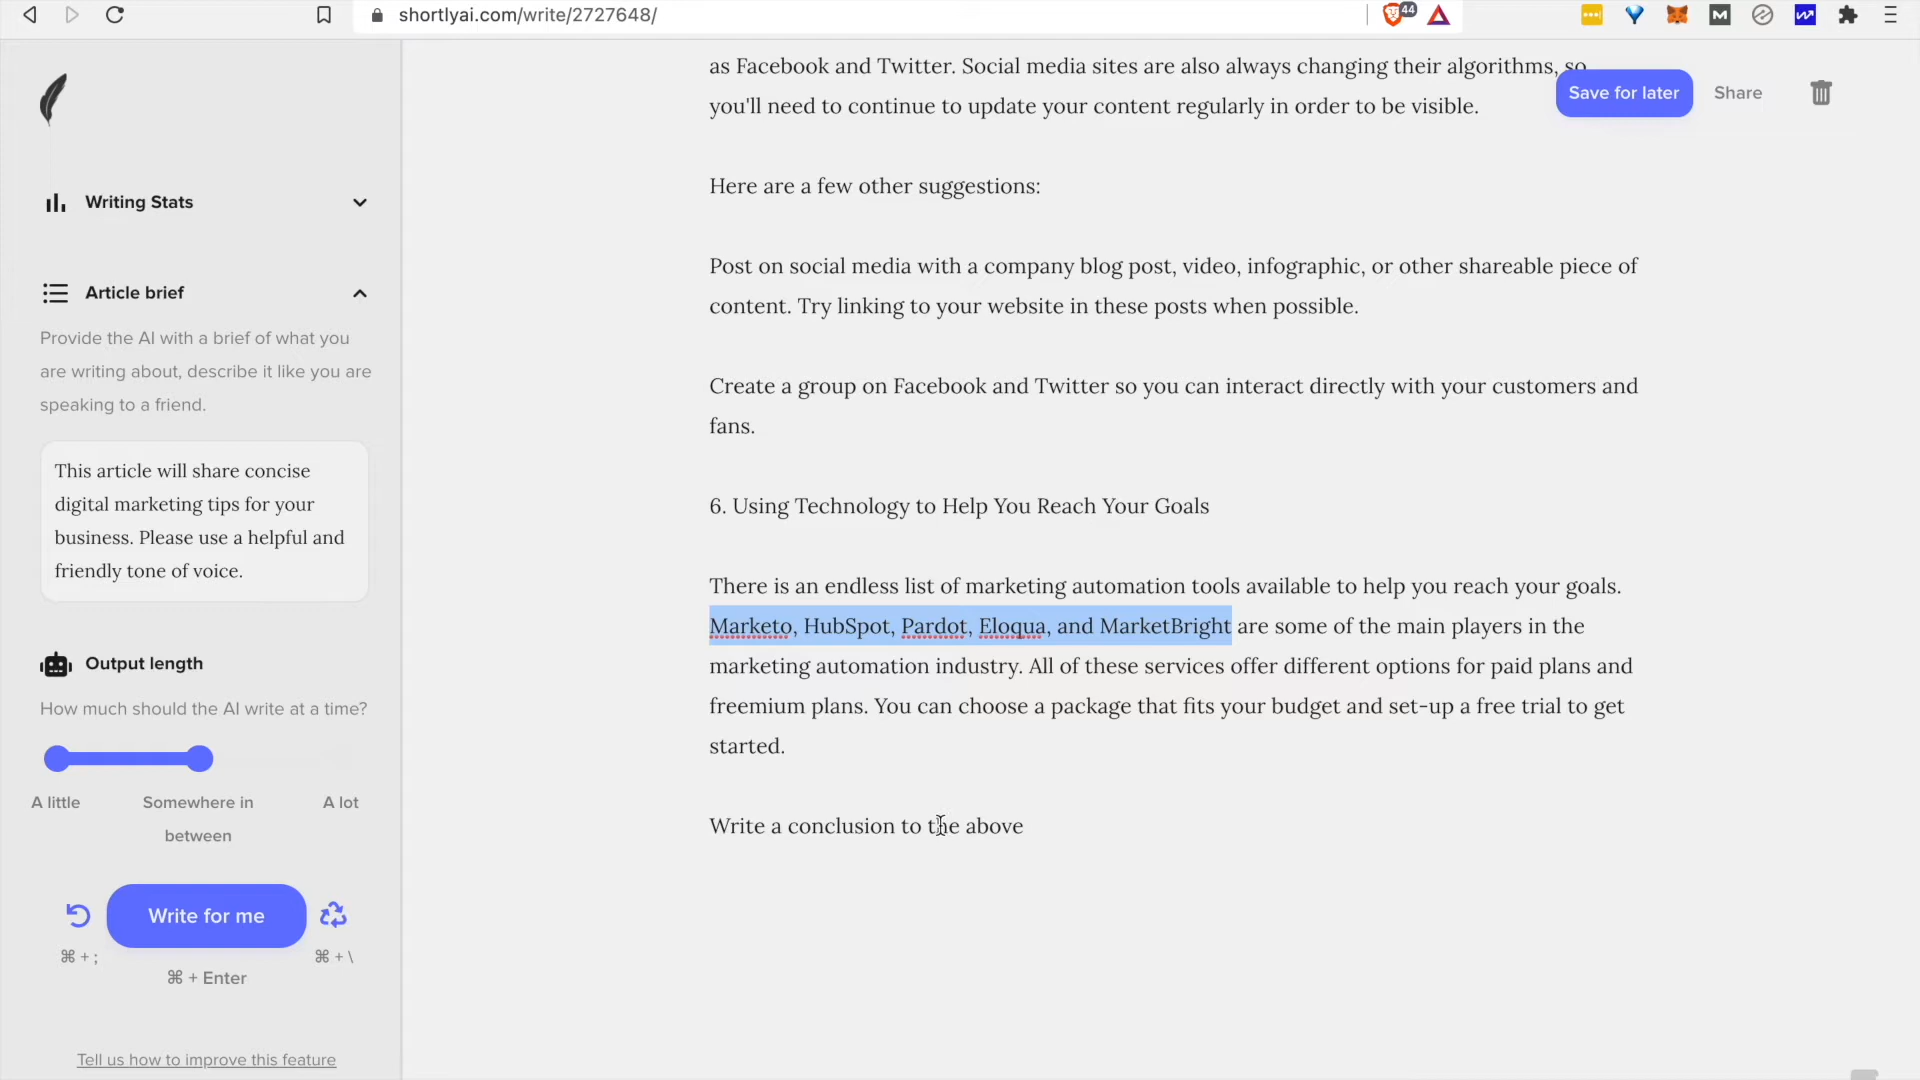 shortlyai.com/write/2727648/
44
M
as Facebook and Twitter. Social media sites are also always changing their algorithms, so
you'll need to continue to update your content regularly in order to be visible.
Save for later
Share
Here are a few other suggestions:
Post on social media with a company blog post, video, infographic, or other shareable piece of
content. Try linking to your website in these posts when possible.
Create a group on Facebook and Twitter so you can interact directly with your customers and
fans.
6. Using Technology to Help You Reach Your Goals
There is an endless list of marketing automation tools available to help you reach your goals.
Marketo, HubSpot, Pardot, Eloqua, and MarketBright are some of the main players in the
marketing automation industry. All of these services offer different options for paid plans and
freemium plans. You can choose a package that fits your budget and set-up a free trial to get
started.
Write a conclusion to the above
Writing Stats
Article brief
Provide the AI with a brief of what you
are writing about, describe it like you are
speaking to a friend.
This article will share concise
digital marketing tips for your
business. Please use a helpful and
friendly tone of voice.
Output length
How much should the AI write at a time?
A little
Somewhere in
between
A lot
Write for me
⌘ + ;
⌘ + \
⌘ + Enter
Tell us how to improve this feature